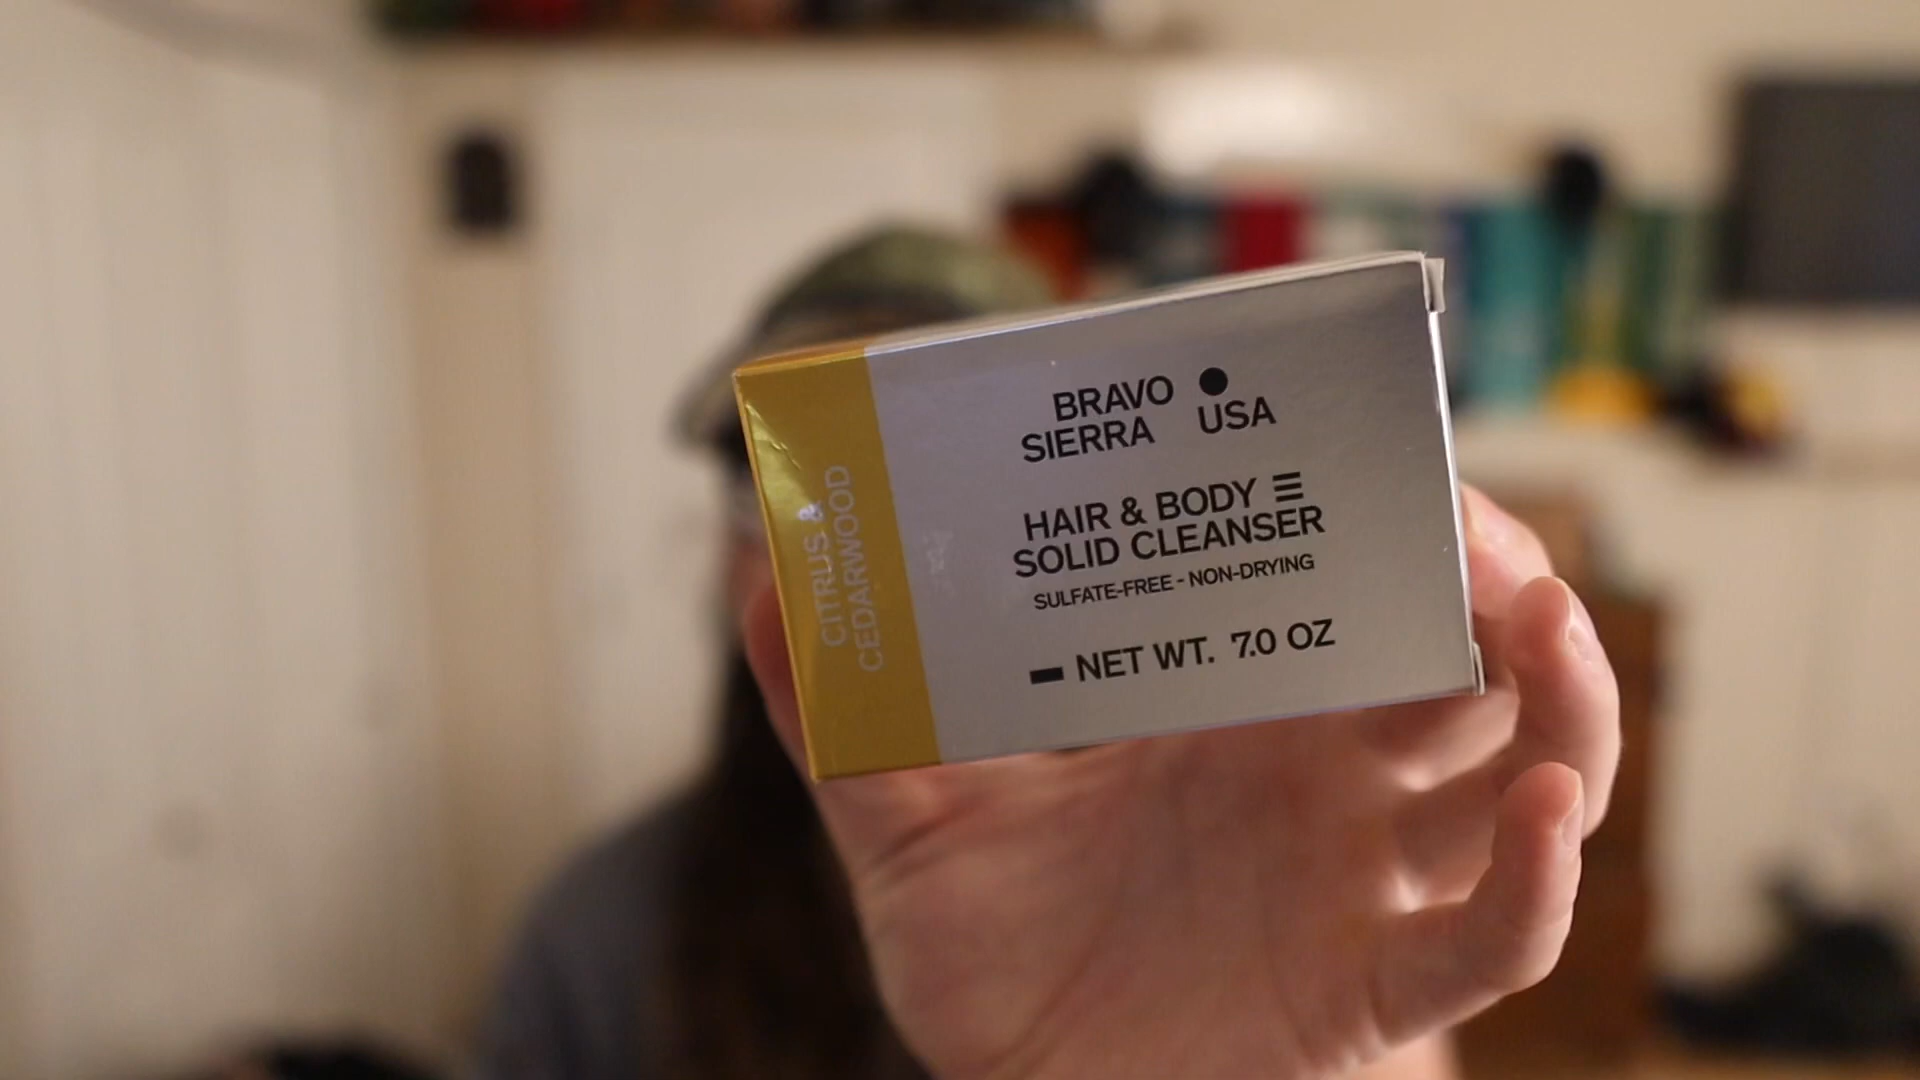 BRAVO ●
SIERRA USA
HAIR & BODY
SOLID CLEANSER
SULFATE-FREE - NON-DRYING
NET WT. 7.0 OZ
CITRUS &
CEDARWOOD